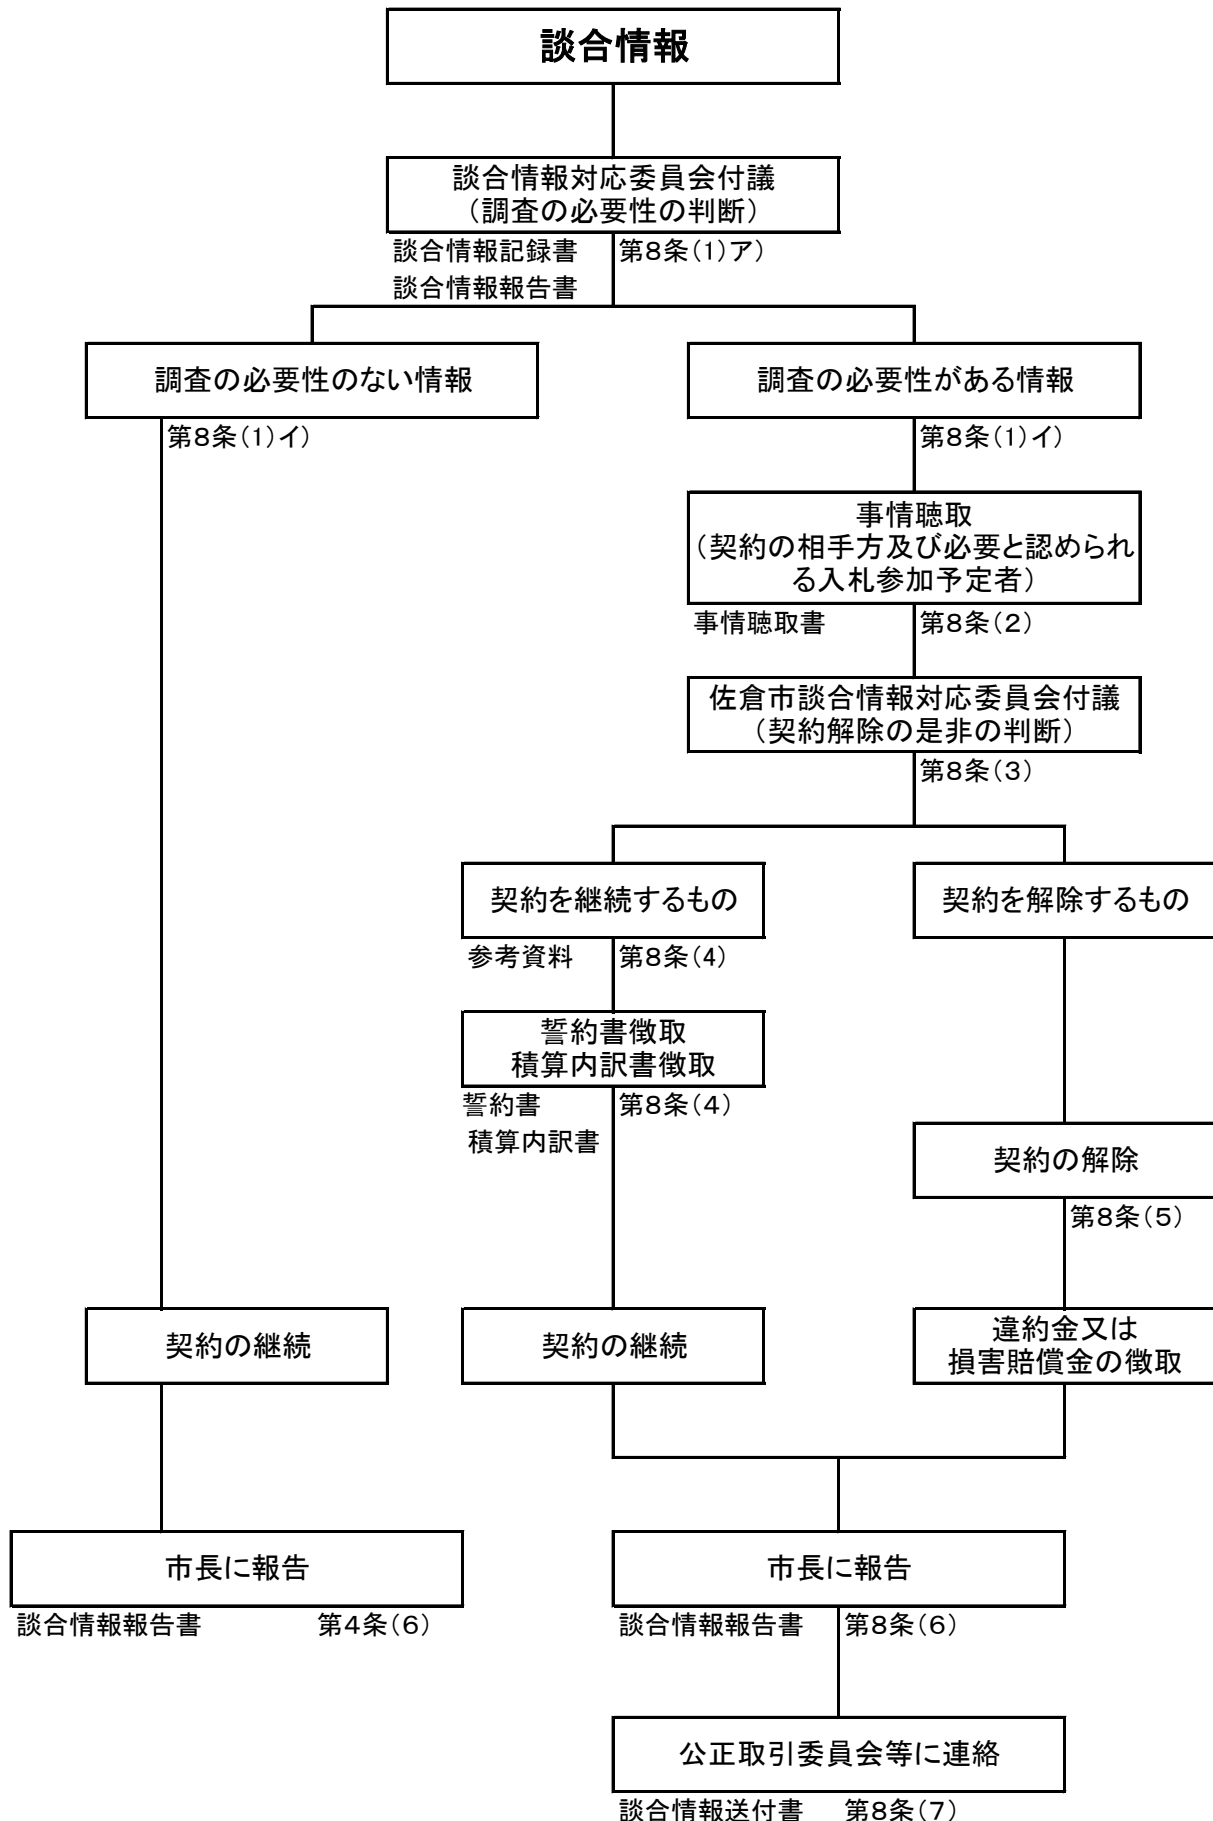 談合情報
談合情報対応委員会付議
(調査の必要性の判断)
談合情報記録書 第8条(1)ア)
談合情報報告書
調査の必要性のない情報 調査の必要性がある情報
第8条(1)イ) 第8条(1)イ)
事情聴取
(契約の相手方及び必要と認められ
る入札参加予定者)
事情聴取書 第8条(2)
佐倉市談合情報対応委員会付議
(契約解除の是非の判断)
第8条(3)
契約を継続するもの 契約を解除するもの
参考資料 第8条(4)
誓約書徴取
積算内訳書徴取
誓約書 第8条(4)
積算内訳書
契約の解除
第8条(5)
契約の継続 契約の継続 違約金又は
損害賠償金の徴取
市長に報告 市長に報告
談合情報報告書 第4条(6) 談合情報報告書 第8条(6)
公正取引委員会等に連絡
談合情報送付書 第8条(7)